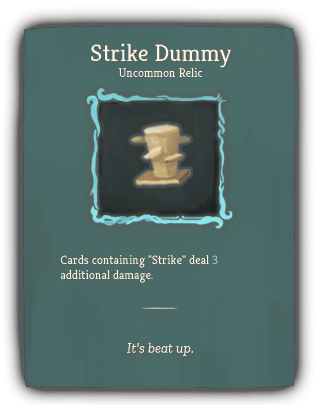 Strike Dummy
Uncommon Relic
Cards containing "Strike" deal 3
additional damage.
It's beat up.